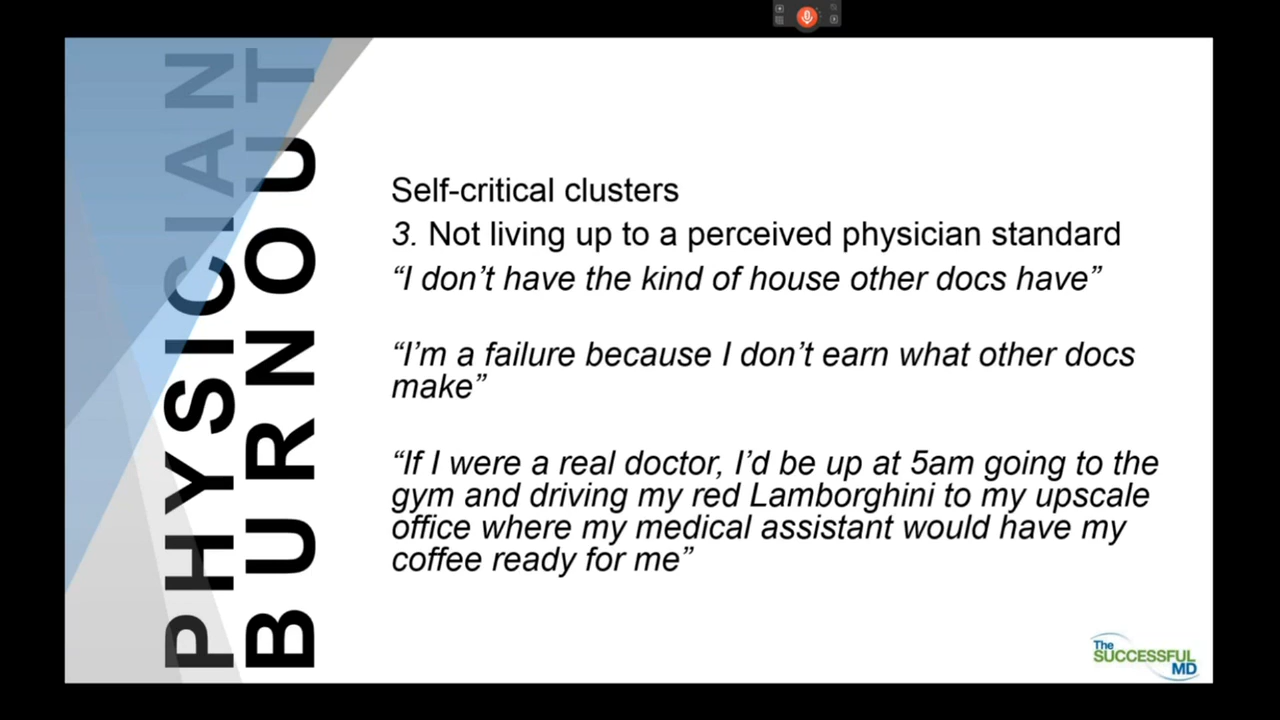 PHYSICIAN
BURNOUT
Self-critical clusters
3. Not living up to a perceived physician standard
“I don’t have the kind of house other docs have”
“I’m a failure because I don’t earn what other docs
make”
“If I were a real doctor, I’d be up at 5am going to the
gym and driving my red Lamborghini to my upscale
office where my medical assistant would have my
coffee ready for me”
The
SUCCESSFUL
MD